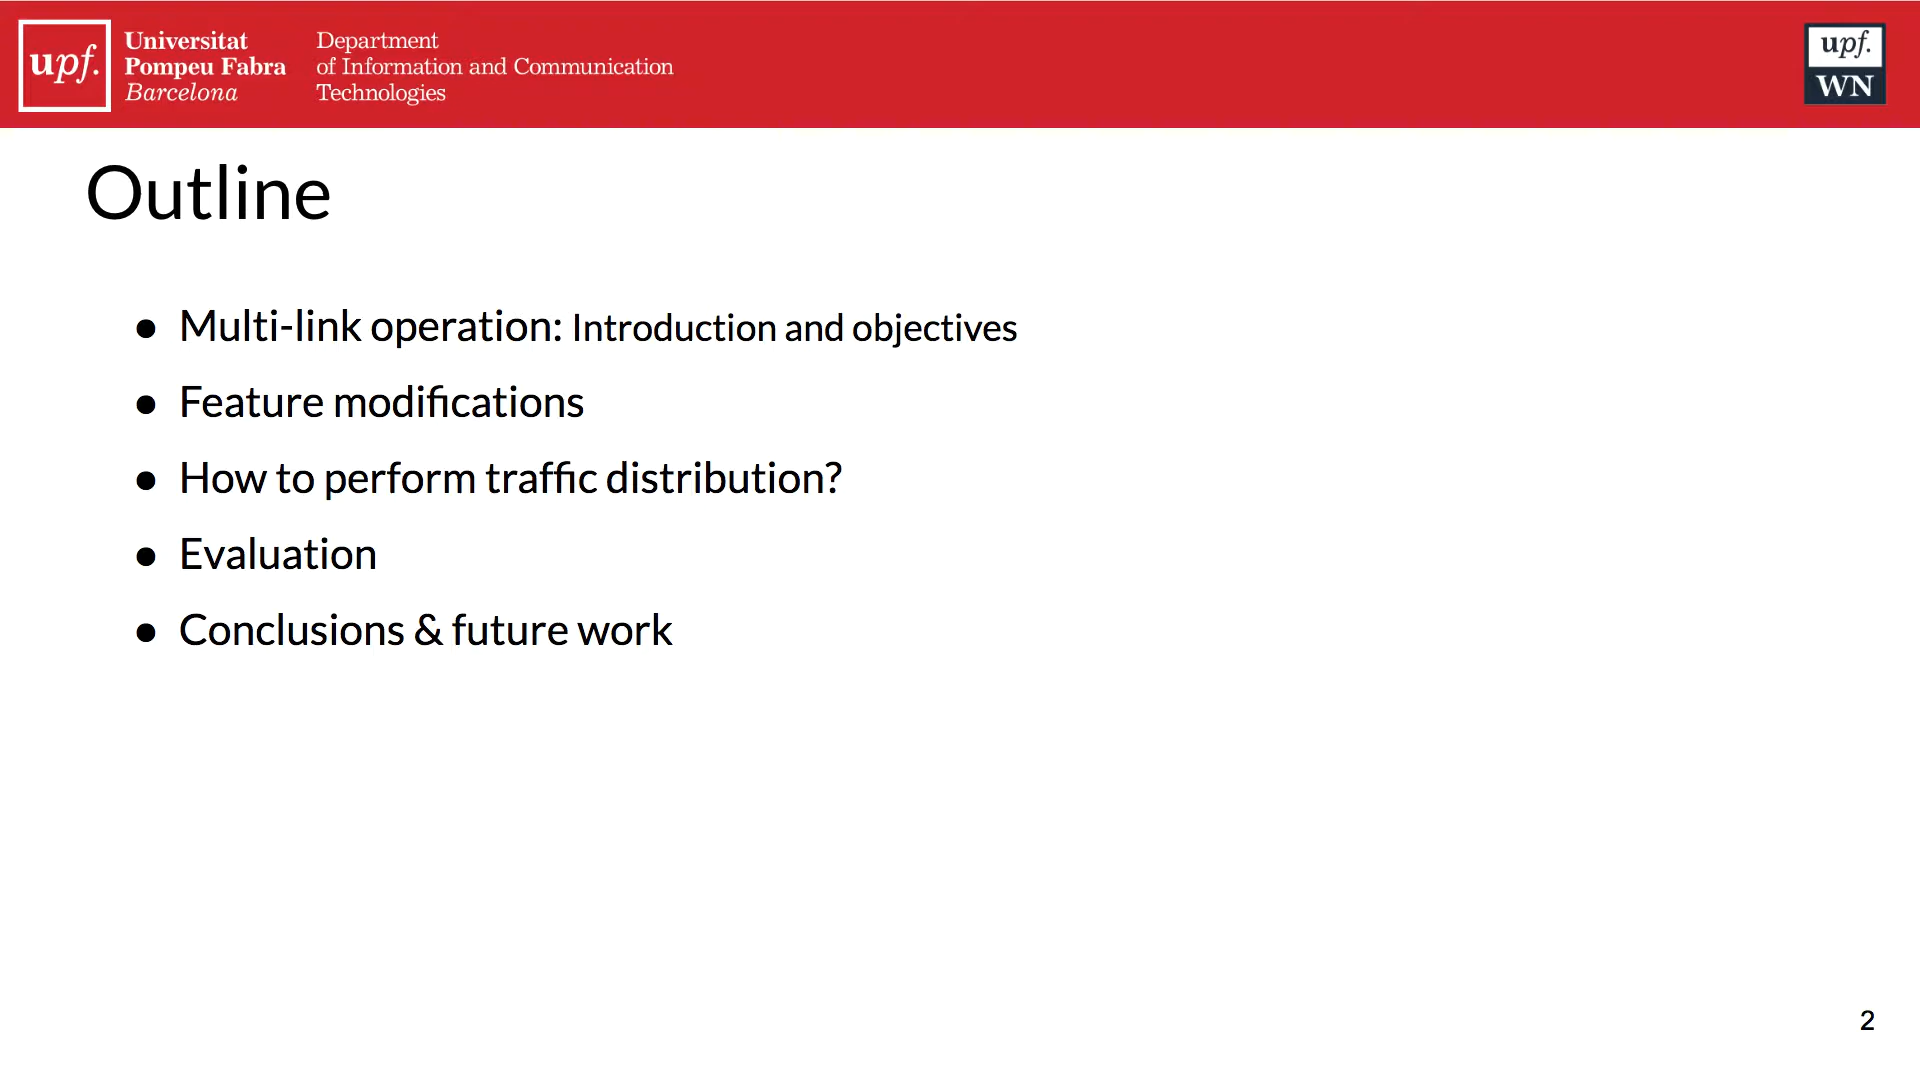 upf.
Universitat
Pompeu Fabra
Barcelona
Department
of Information and Communication
Technologies
upf.
WN
Outline
● Multi-link operation: Introduction and objectives
● Feature modifications
● How to perform traffic distribution?
● Evaluation
● Conclusions & future work
2